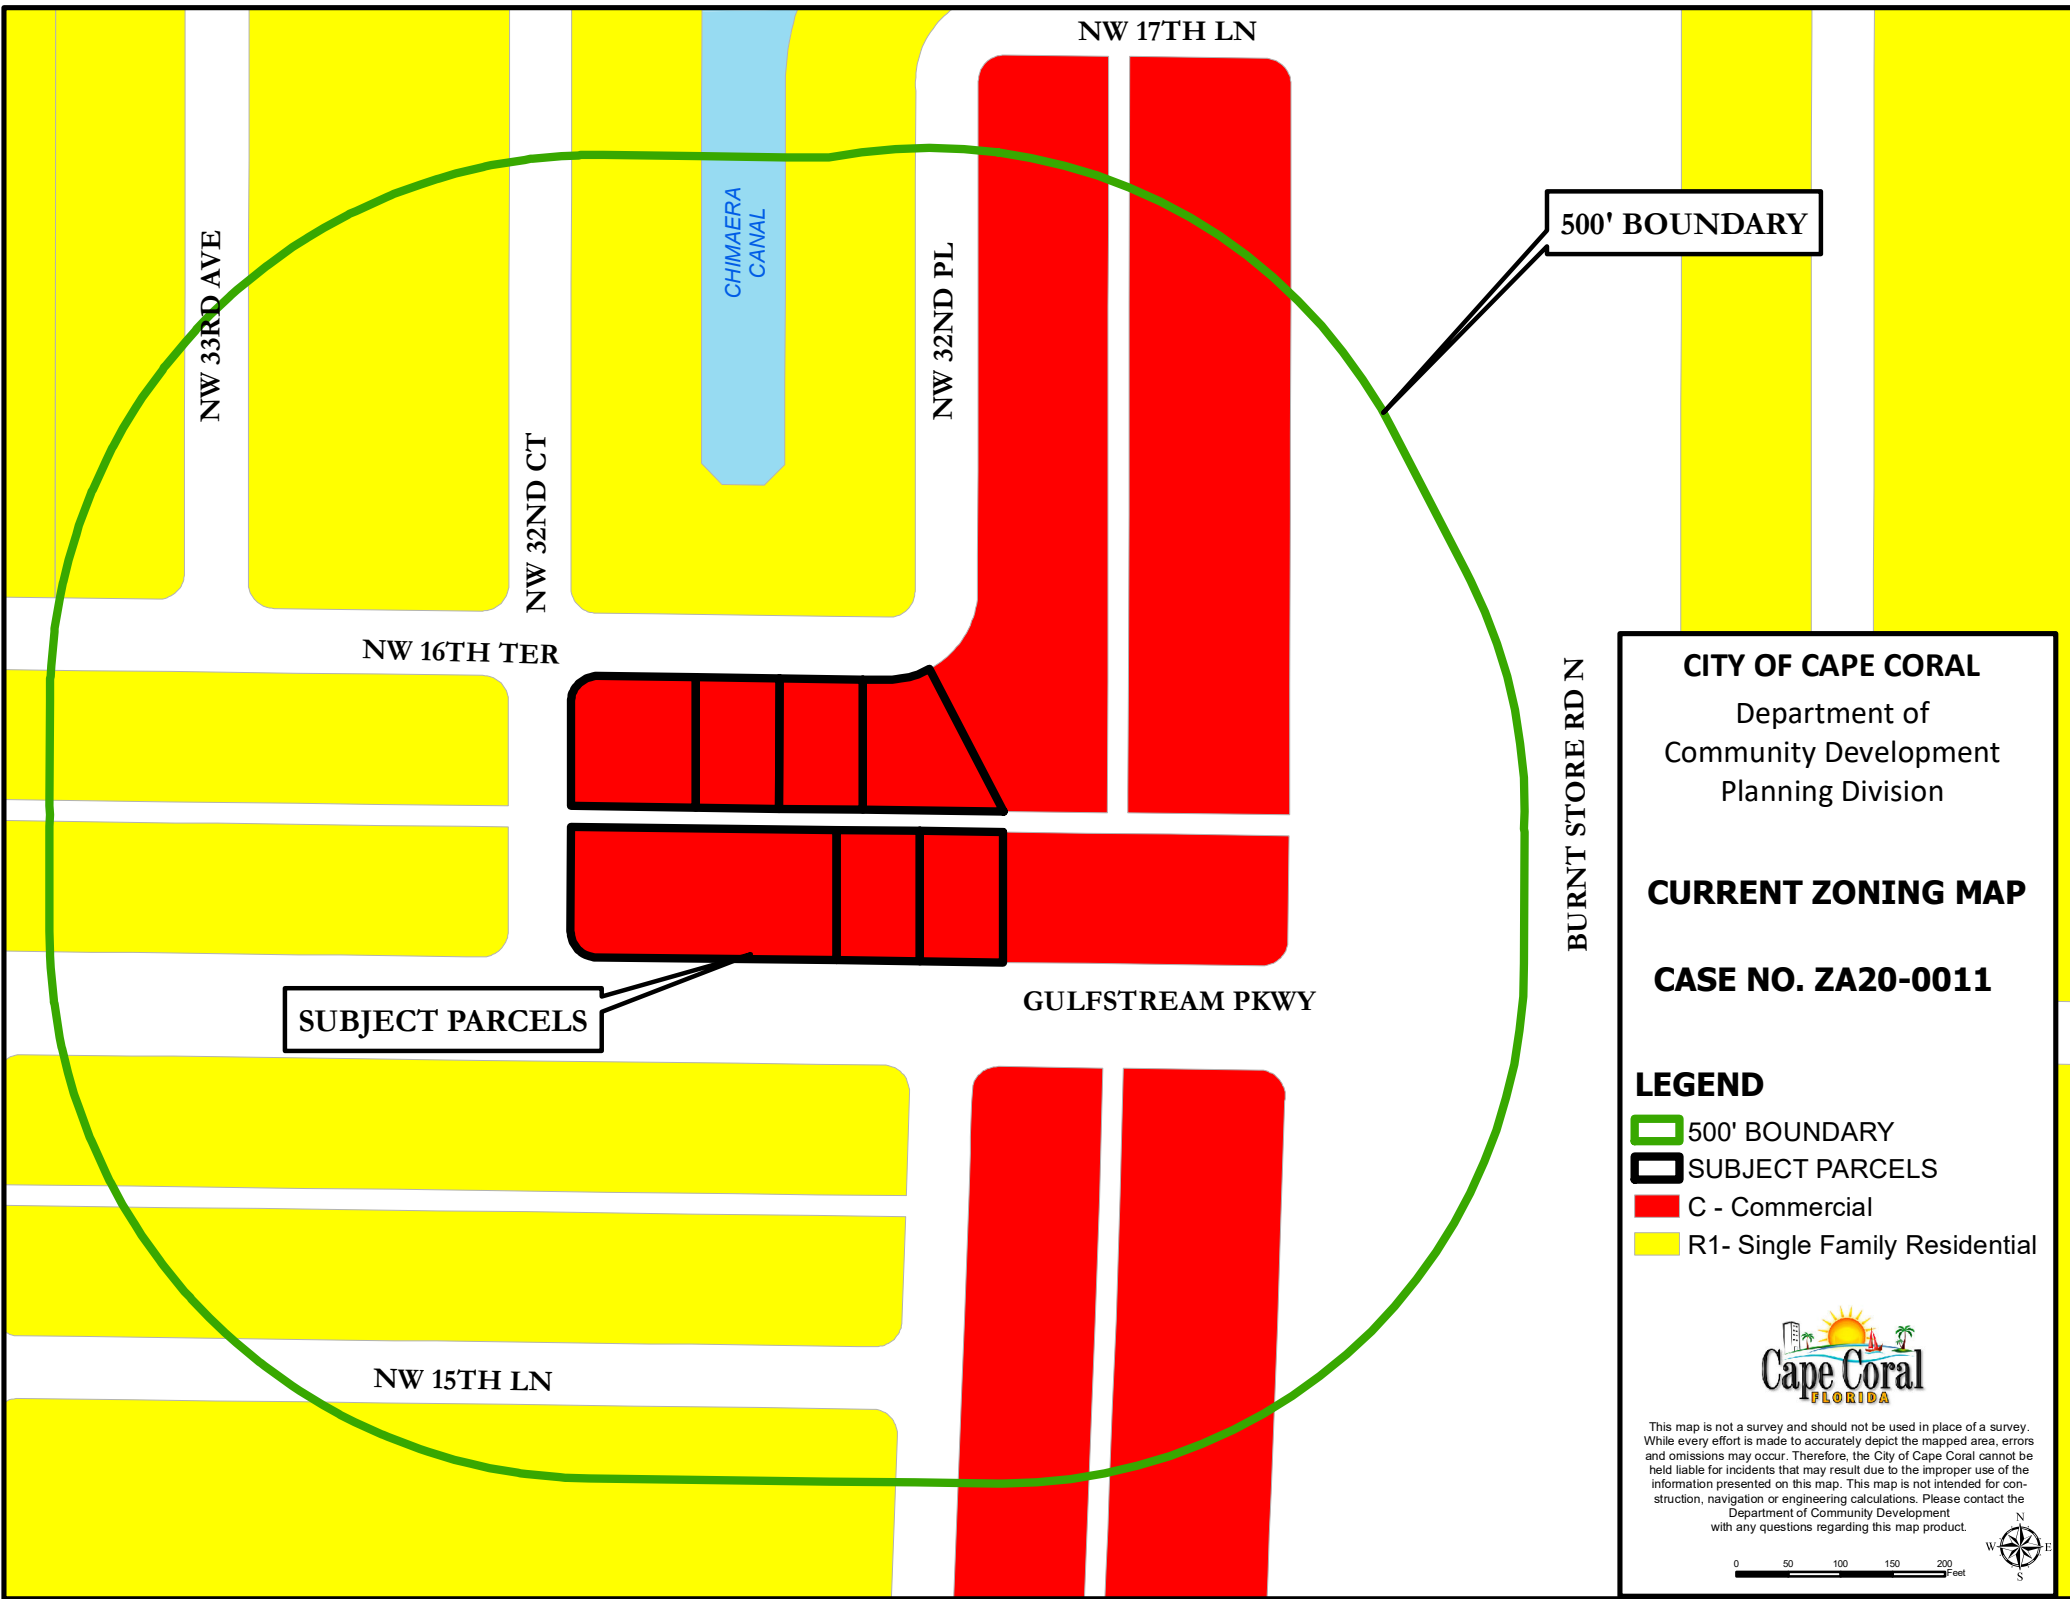 NW 17TH LN
500' BOUNDARY
CHIMAERA
CANAL
NW 33RD AVE
NW 32ND PL
NW 32ND CT
NW 16TH TER
BURNT STORE RD N
SUBJECT PARCELS
GULFSTREAM PKWY
NW 15TH LN
CITY OF CAPE CORAL
Department of
Community Development
Planning Division
CURRENT ZONING MAP
CASE NO. ZA20-0011
LEGEND
500' BOUNDARY
SUBJECT PARCELS
C - Commercial
R1- Single Family Residential
Cape Coral
FLORIDA
This map is not a survey and should not be used in place of a survey.
While every effort is made to accurately depict the mapped area, errors
and omissions may occur. Therefore, the City of Cape Coral cannot be
held liable for incidents that may result due to the improper use of the
information presented on this map. This map is not intended for con-
struction, navigation or engineering calculations. Please contact the
Department of Community Development
with any questions regarding this map product.
N
W E
S
0 50 100 150 200
Feet